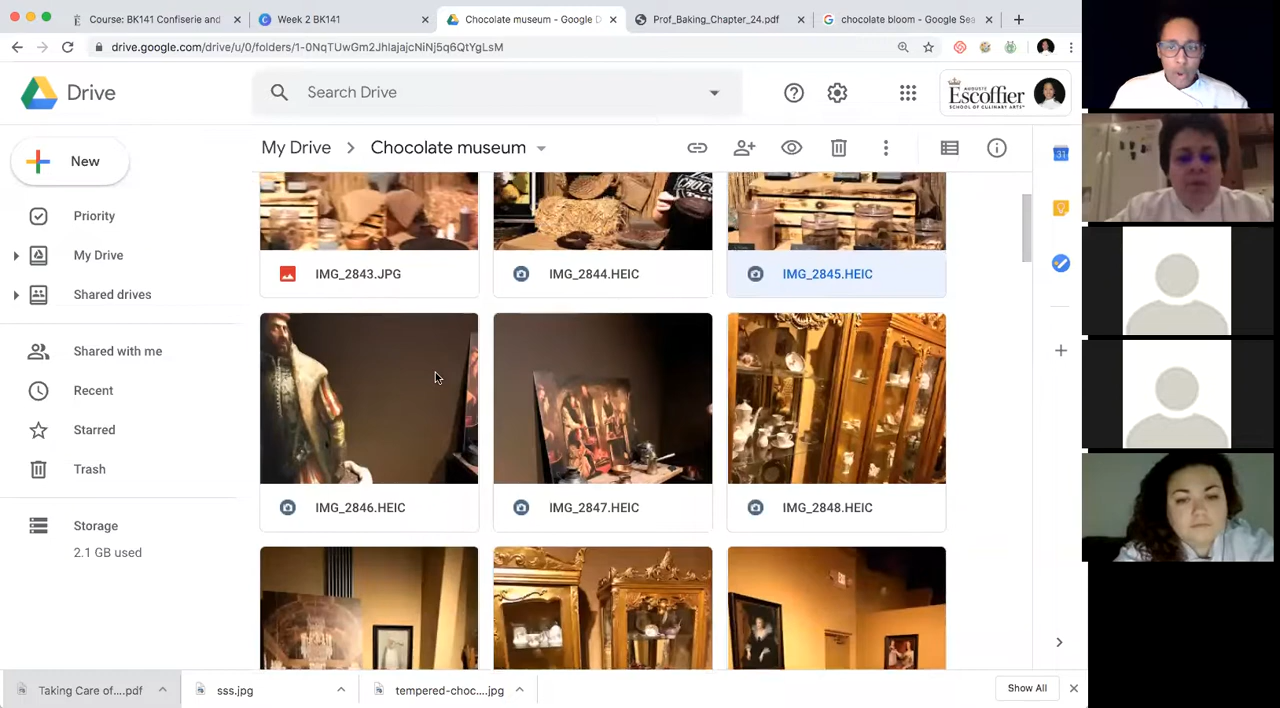 Course: BK141 Confiserie and
Week 2 BK141
Chocolate museum - Google D
Prof_Baking_Chapter_24.pdf
chocolate bloom - Google Sea
drive.google.com/drive/u/0/folders/1-0NqTUwGm2JhlajajcNiNj5q6QtYgLsM
Drive
Search Drive
AUGUSTE
Escoffier
SCHOOL OF CULINARY ARTS
New
My Drive
Chocolate museum
31
Priority
My Drive
Shared drives
Shared with me
Recent
Starred
Trash
Storage
2.1 GB used
IMG_2843.JPG
IMG_2844.HEIC
IMG_2845.HEIC
IMG_2846.HEIC
IMG_2847.HEIC
IMG_2848.HEIC
Taking Care of....pdf
sss.jpg
tempered-choc....jpg
Show All